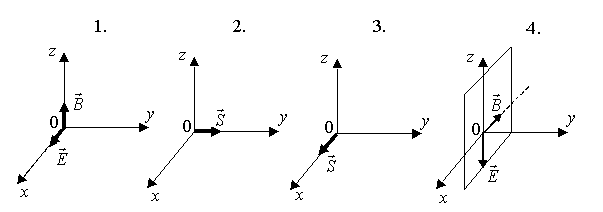 1. 2. 3. 4.
z z z z
B⃗ B⃗
0 y 0 S⃗ y 0 y 0 y
E⃗ S⃗ E⃗
x x x x